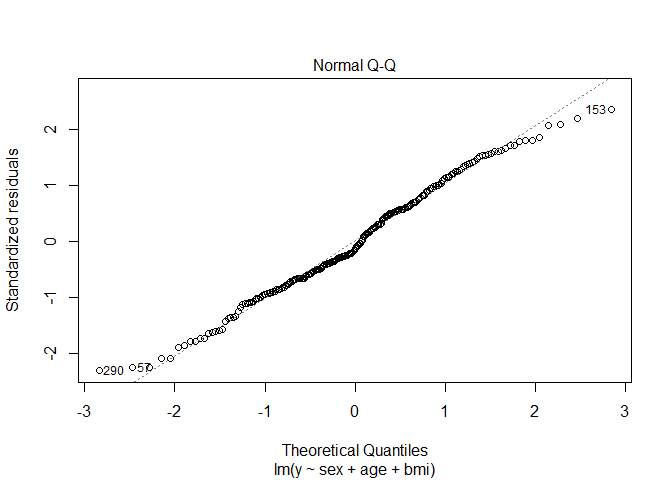 Normal Q-Q
Standardized residuals
2
1
0
-1
-2
153
290
57
-3 -2 -1 0 1 2 3
Theoretical Quantiles
lm(y ~ sex + age + bmi)